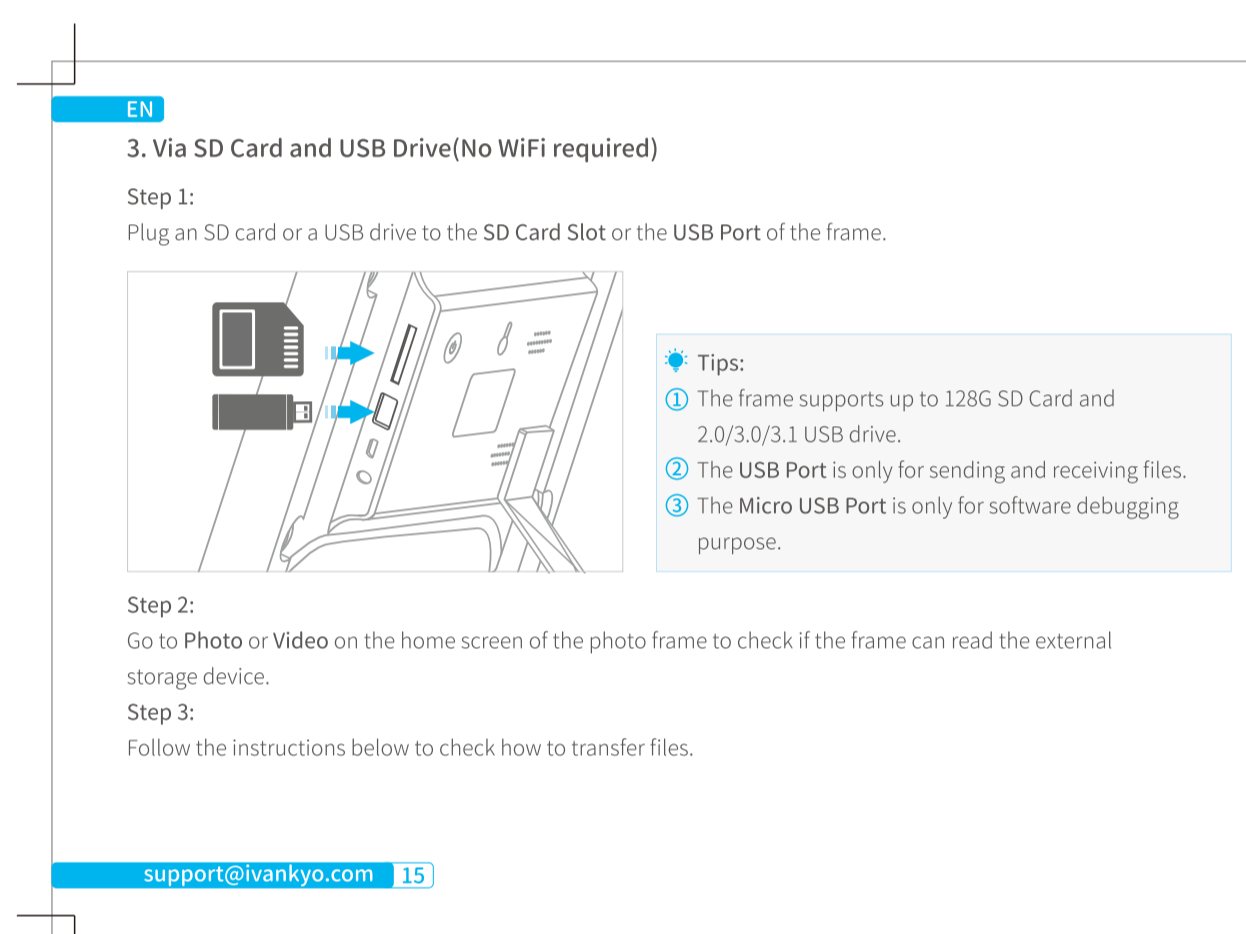 EN
3. Via SD Card and USB Drive(No WiFi required)
Step 1:
Plug an SD card or a USB drive to the SD Card Slot or the USB Port of the frame.
Tips:
① The frame supports up to 128G SD Card and
2.0/3.0/3.1 USB drive.
② The USB Port is only for sending and receiving files.
③ The Micro USB Port is only for software debugging
purpose.
Step 2:
Go to Photo or Video on the home screen of the photo frame to check if the frame can read the external
storage device.
Step 3:
Follow the instructions below to check how to transfer files.
support@ivankyo.com 15